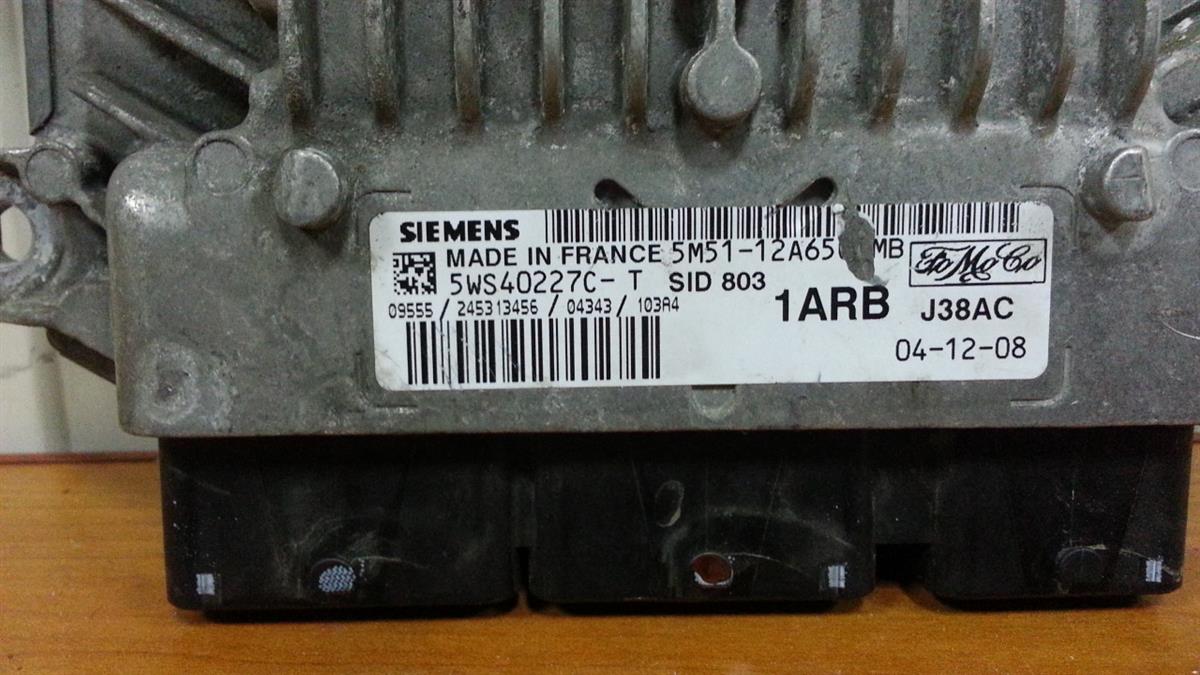 SIEMENS
MADE IN FRANCE 5M51-12A65 MB
FoMoCo
5WS40227C-T SID 803
09555 / 245313456 / 04343 / 103A4
1ARB J38AC
04-12-08